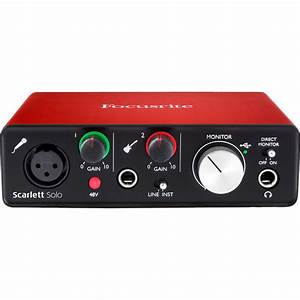 Focusrite
1
2
MONITOR
DIRECT
MONITOR
OFF ON
0 10
GAIN
0 10
GAIN
Scarlett Solo
48V
LINE INST